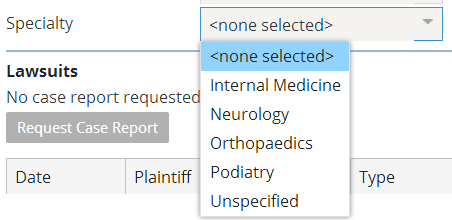 Specialty <none selected>
<none selected>
Internal Medicine
Neurology
Orthopaedics
Podiatry
Unspecified
Lawsuits
No case report requested
Request Case Report
Date Plaintiff Type